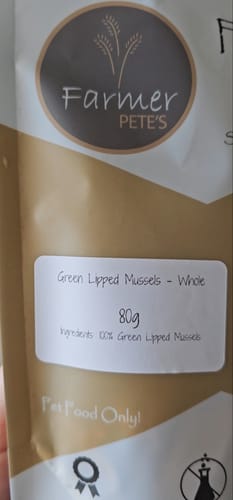 Farmer
PETE'S
Green Lipped Mussels - Whole
80g
Ingredients: 100% Green Lipped Mussels
Pet Food Only!